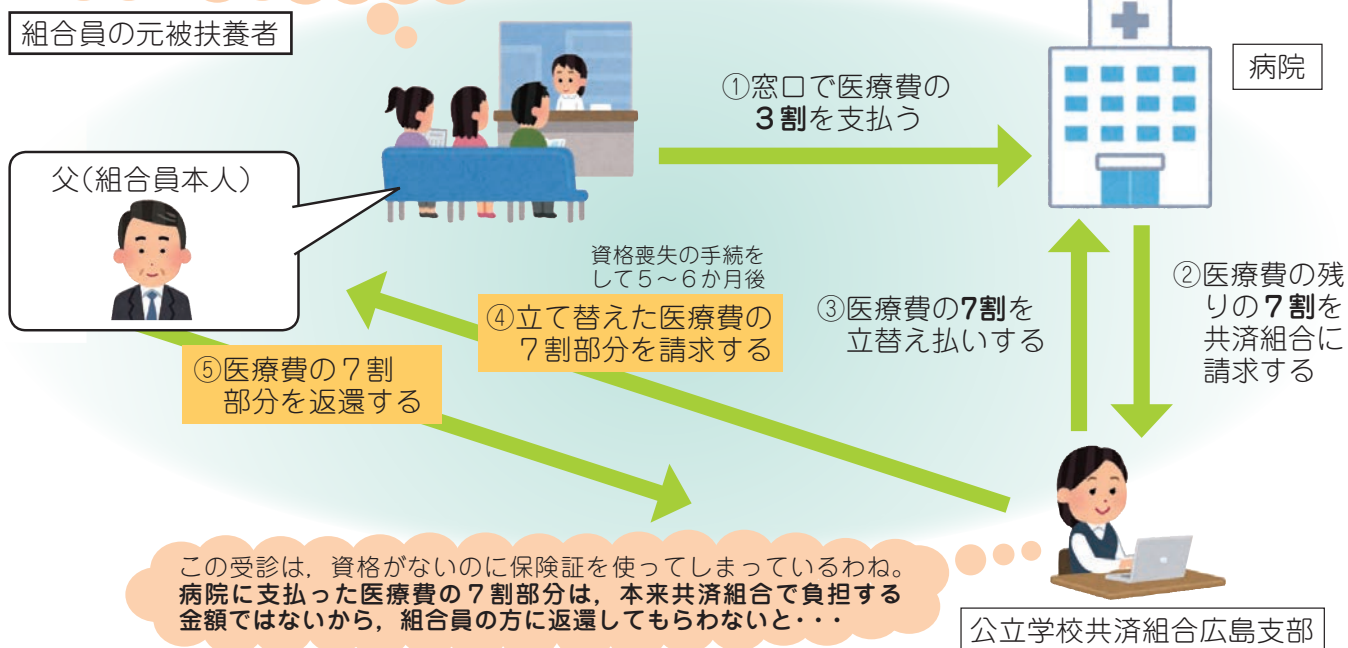 組合員の元被扶養者
病院
①窓口で医療費の
３割を支払う
父(組合員本人)
資格喪失の手続を
して５～６か月後
④立て替えた医療費の
７割部分を請求する
③医療費の7割を
立替え払いする
②医療費の残
りの７割を
共済組合に
請求する
⑤医療費の７割
部分を返還する
この受診は，資格がないのに保険証を使ってしまっているわね。
病院に支払った医療費の７割部分は，本来共済組合で負担する
金額ではないから，組合員の方に返還してもらわないと・・・
公立学校共済組合広島支部